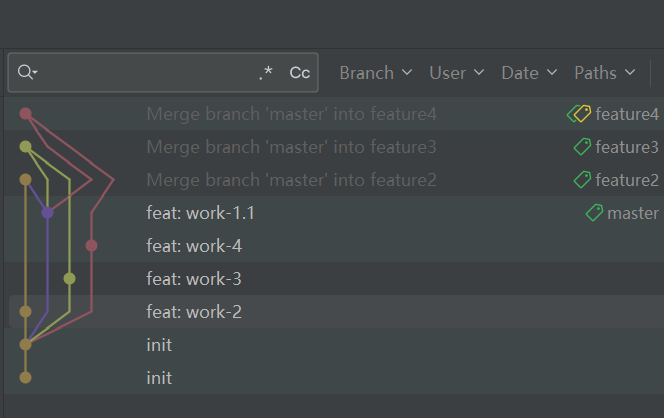 .* Cc Branch User Date Paths
Merge branch 'master' into feature4 feature4
Merge branch 'master' into feature3 feature3
Merge branch 'master' into feature2 feature2
feat: work-1.1 master
feat: work-4
feat: work-3
feat: work-2
init
init